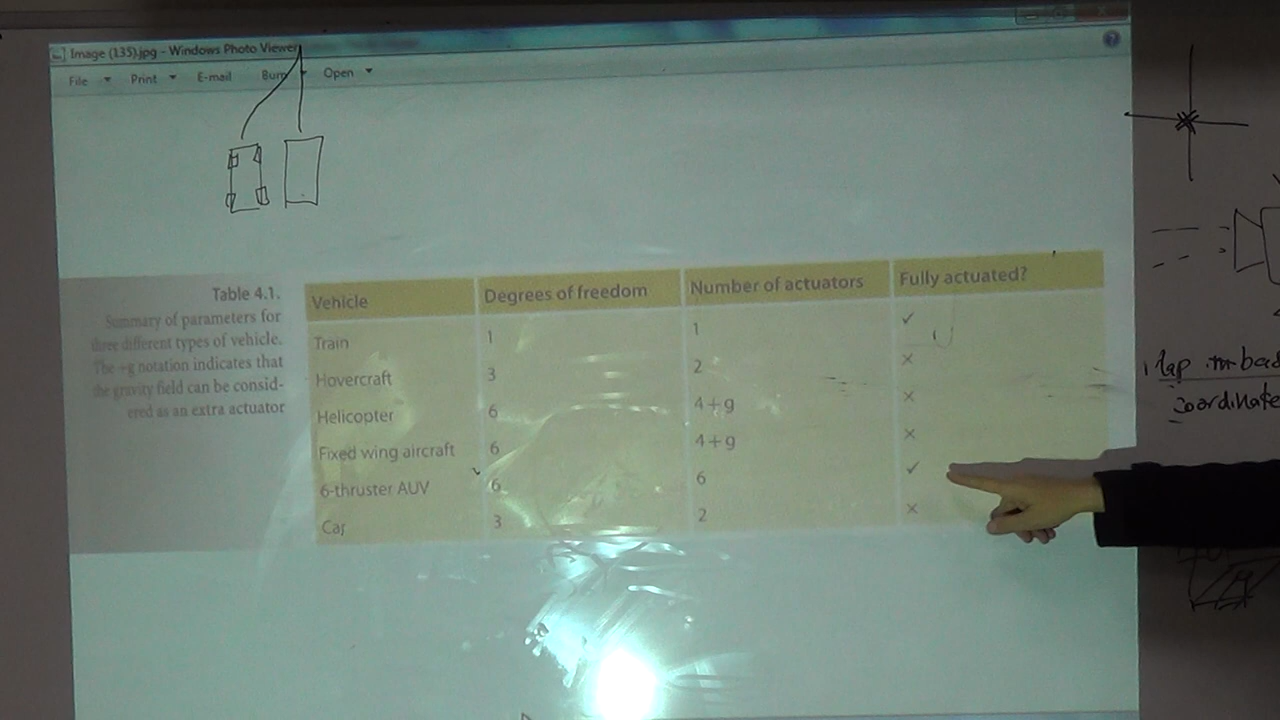 Image (135).jpg - Windows Photo Viewer
File Print E-mail Burn Open
Table 4.1.
Summary of parameters for
three different types of vehicle.
The +g notation indicates that
the gravity field can be consid-
ered as an extra actuator
Vehicle Degrees of freedom Number of actuators Fully actuated?
Train 1 1 ✓
Hovercraft 3 2 ×
Helicopter 6 4+g ×
Fixed wing aircraft 6 4+g ×
6-thruster AUV 6 6 ✓
Car 3 2 ×
coordinate